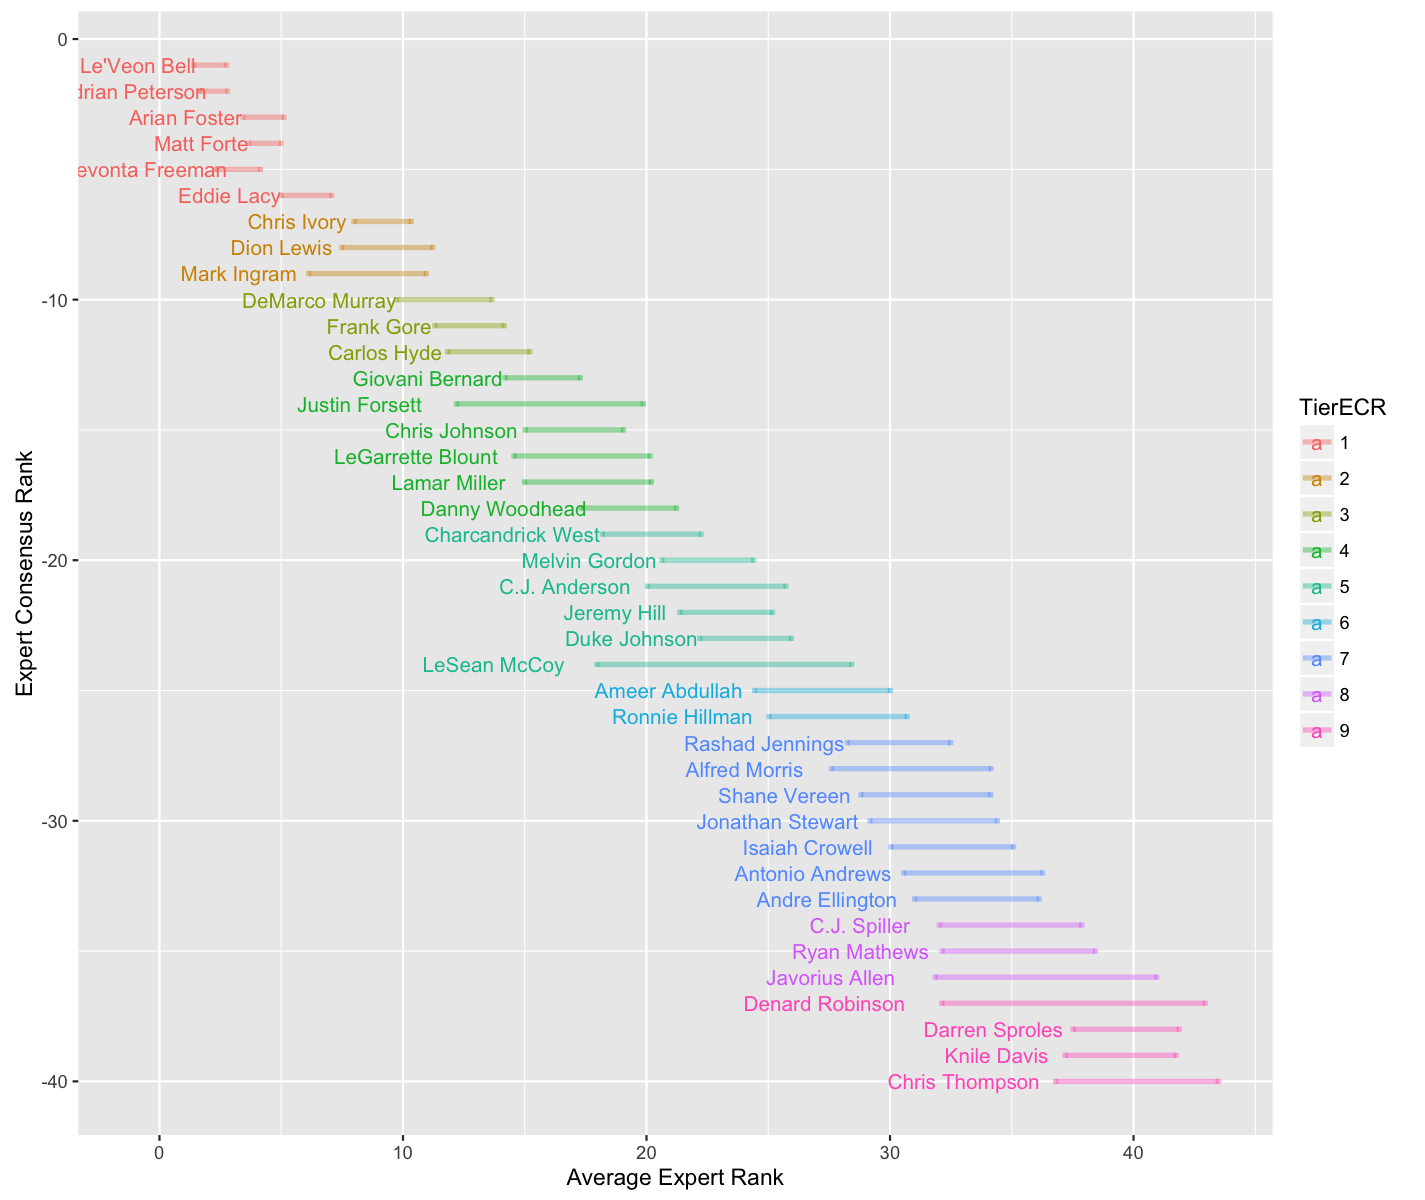 0
Le'Veon Bell
drian Peterson
Arian Foster
Matt Forte
evonta Freeman
Eddie Lacy
Chris Ivory
Dion Lewis
Mark Ingram
-10
DeMarco Murray
Frank Gore
Carlos Hyde
Giovani Bernard
Justin Forsett
Chris Johnson
LeGarrette Blount
Lamar Miller
Danny Woodhead
Charcandrick West
-20
Melvin Gordon
C.J. Anderson
Jeremy Hill
Duke Johnson
LeSean McCoy
Ameer Abdullah
Ronnie Hillman
Rashad Jennings
Alfred Morris
Shane Vereen
-30
Jonathan Stewart
Isaiah Crowell
Antonio Andrews
Andre Ellington
C.J. Spiller
Ryan Mathews
Javorius Allen
Denard Robinson
Darren Sproles
Knile Davis
-40
Chris Thompson
0 10 20 30 40
Average Expert Rank
Expert Consensus Rank
TierECR
a 1
a 2
a 3
a 4
a 5
a 6
a 7
a 8
a 9